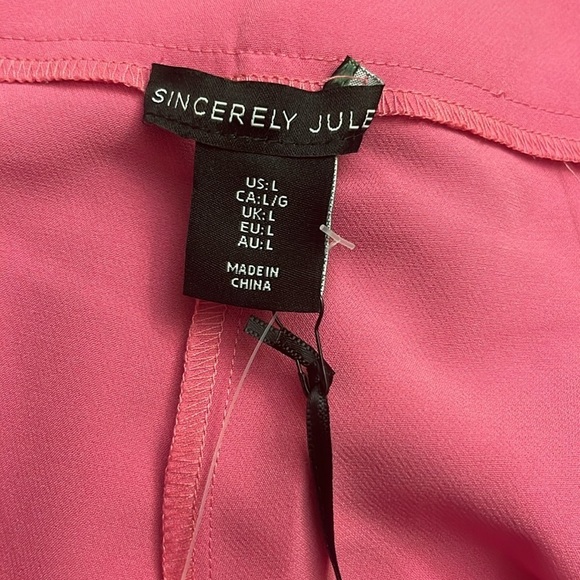 SINCERELY JULE
US: L
CA: L/G
UK: L
EU: L
AU: L
MADE IN
CHINA